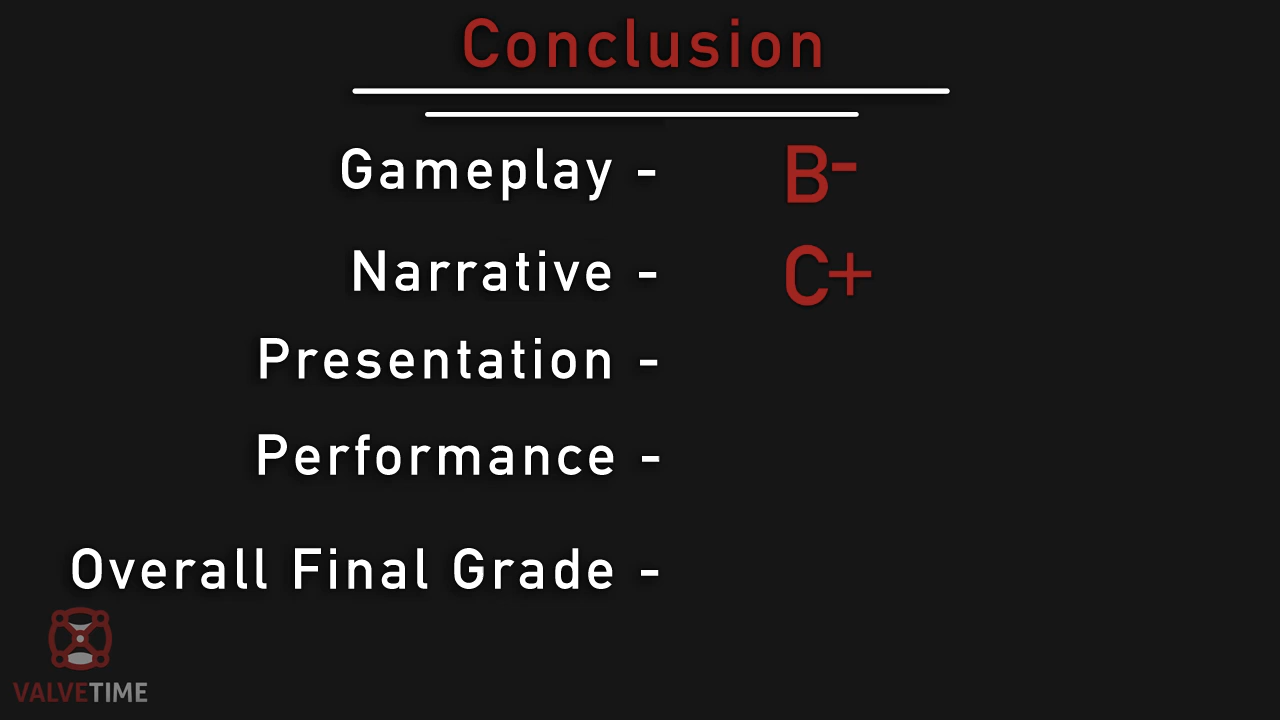 Conclusion
Gameplay - B-
Narrative - C+
Presentation -
Performance -
Overall Final Grade -
VALVETIME